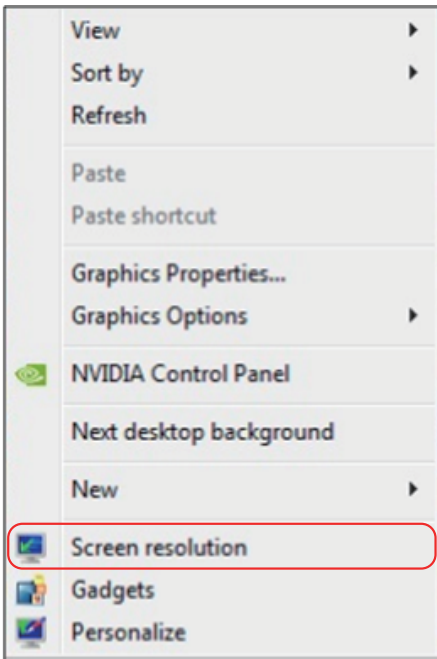 View
Sort by
Refresh
Paste
Paste shortcut
Graphics Properties...
Graphics Options
NVIDIA Control Panel
Next desktop background
New
Screen resolution
Gadgets
Personalize